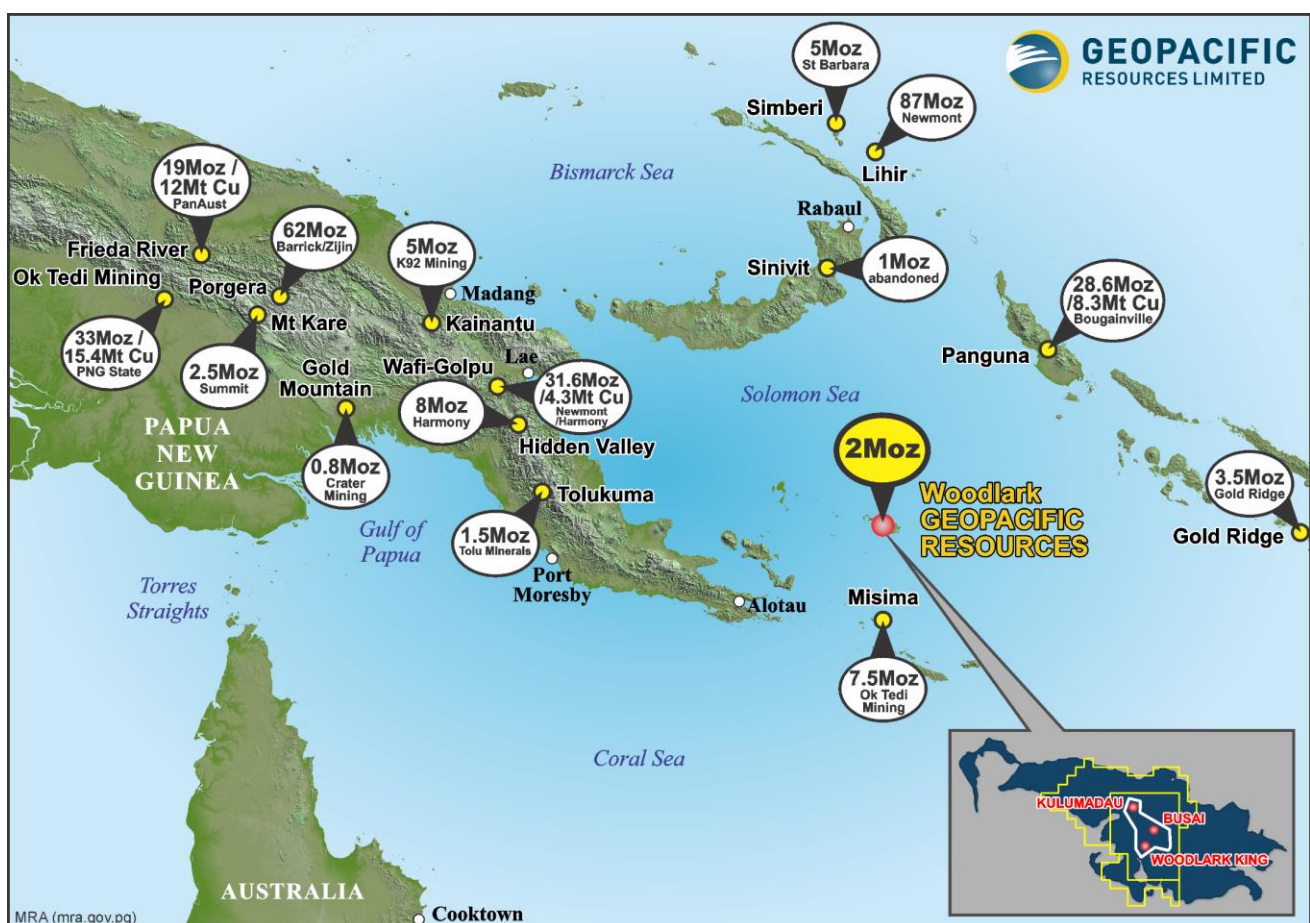 GEOPACIFIC
RESOURCES LIMITED
5Moz
St Barbara
Simberi
87Moz
Newmont
Lihir
Bismarck Sea
19Moz /
12Mt Cu
PanAust
Frieda River
62Moz
Barrick/Zijin
Porgera
Ok Tedi Mining
33Moz /
15.4Mt Cu
PNG State
Mt Kare
2.5Moz
Summit
5Moz
K92 Mining
Madang
Kainantu
Rabaul
Sinivit
1Moz
abandoned
28.6Moz
/8.3Mt Cu
Bougainville
Panguna
Gold
Mountain
0.8Moz
Crater
Mining
Wafi-Golpu
Lae
31.6Moz
/4.3Mt Cu
Newmont
/Harmony
8Moz
Harmony
Hidden Valley
Solomon Sea
PAPUA
NEW
GUINEA
2Moz
Woodlark
GEOPACIFIC
RESOURCES
3.5Moz
Gold Ridge
Gold Ridge
Tolukuma
1.5Moz
Tolu Minerals
Gulf of
Papua
Port
Moresby
Torres
Straights
Alotau
Misima
7.5Moz
Ok Tedi
Mining
Coral Sea
KULUMADAU
BUSAI
WOODLARK KING
AUSTRALIA
Cooktown
MRA (mra.gov.pg)